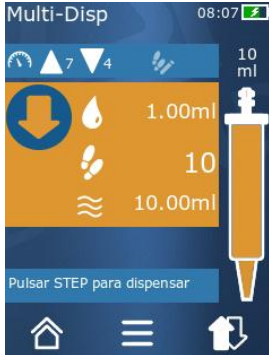 Multi-Disp 08:07
7 4
10
ml
1.00ml
10
10.00ml
Pulsar STEP para dispensar